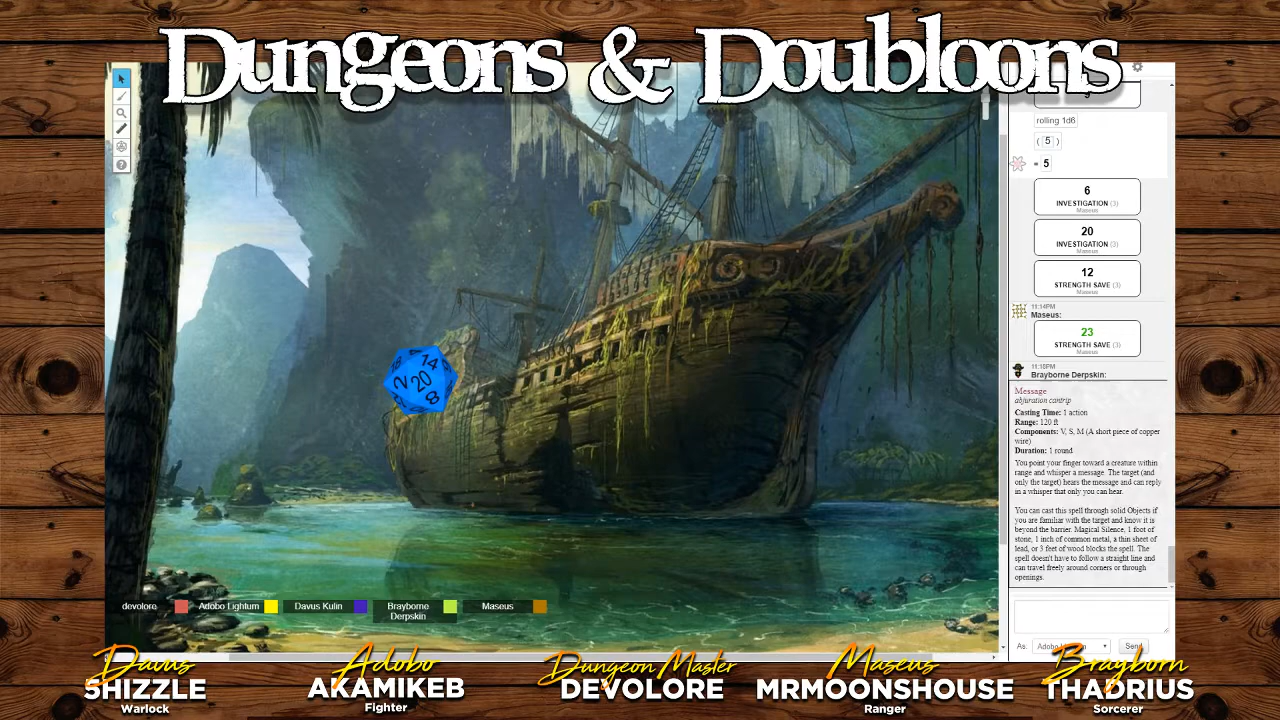 Dungeons & Doubloons
rolling 1d6
( 5 )
= 5
6
INVESTIGATION (3)
Maseus
20
INVESTIGATION (3)
Maseus
12
STRENGTH SAVE (3)
Maseus
11:14PM
Maseus:
23
STRENGTH SAVE (3)
Maseus
Brayborne Derpskin:
Message
abjuration cantrip
Casting Time: 1 action
Range: 120 ft
Components: V, S, M (A short piece of copper
wire)
Duration: 1 round
You point your finger toward a creature within
range and whisper a message. The target (and
only the target) hears the message and can reply
in a whisper that only you can hear.
You can cast this spell through solid Objects if
you are familiar with the target and know it is
beyond the barrier. Magical Silence, 1 foot of
stone, 1 inch of common metal, a thin sheet of
lead, or 3 feet of wood blocks the spell. The
spell doesn't have to follow a straight line and
can travel freely around corners or through
openings.
14
2 20
8
devolore
Adobo Lightum
Davus Kulin
Brayborne
Derpskin
Maseus
As:
Send
Davus
SHIZZLE
Warlock
Adobo
AKAMIKEB
Fighter
Dungeon Master
DEVOLORE
Maseus
MRMOONSHOUSE
Ranger
Brayborn
THADRIUS
Sorcerer